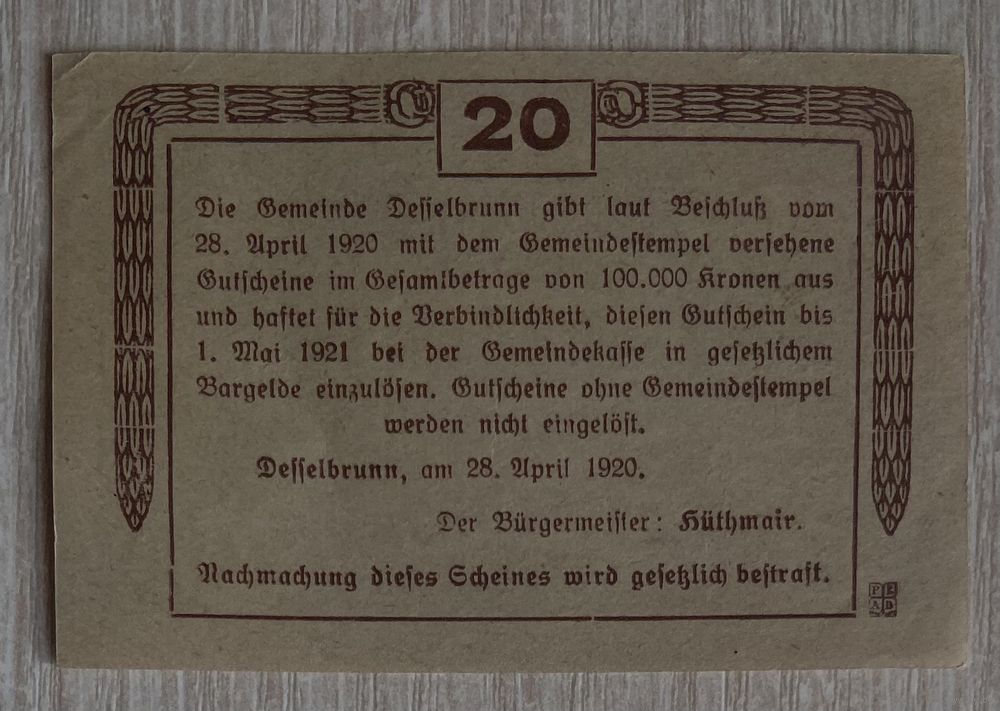 20
Die Gemeinde Desselbrunn gibt laut Beschluß vom
28. April 1920 mit dem Gemeindestempel versehene
Gutscheine im Gesamtbetrage von 100.000 Kronen aus
und haftet für die Verbindlichkeit, diesen Gutschein bis
1. Mai 1921 bei der Gemeindekasse in gesetzlichem
Bargelde einzulösen. Gutscheine ohne Gemeindestempel
werden nicht eingelöst.
Desselbrunn, am 28. April 1920.
Der Bürgermeister: Hüthmair.
Nachmachung dieses Scheines wird gesetzlich bestraft.